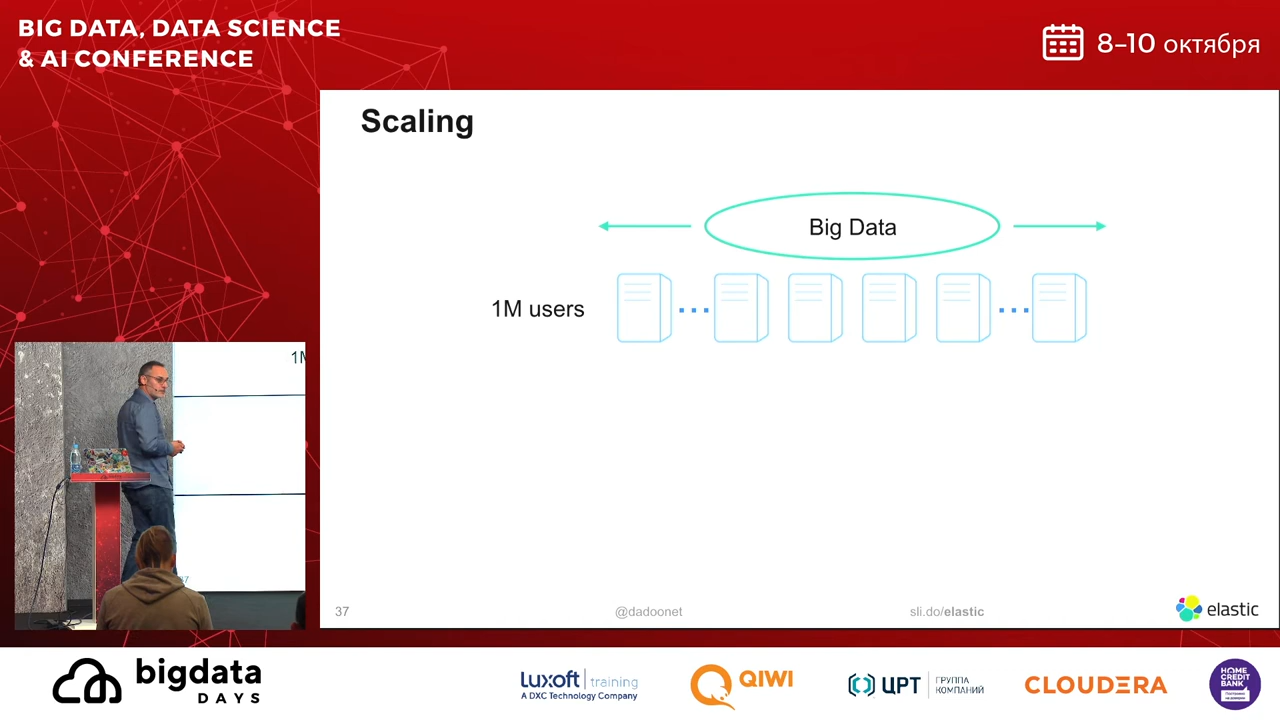 BIG DATA, DATA SCIENCE
& AI CONFERENCE
8–10 октября
Scaling
Big Data
1M users
37
@dadoonet
sli.do/elastic
elastic
bigdata
DAYS
luxoft training
A DXC Technology Company
QIWI
ЦРТ ГРУППА
КОМПАНИЙ
CLOUDERA
HOME
CREDIT
BANK